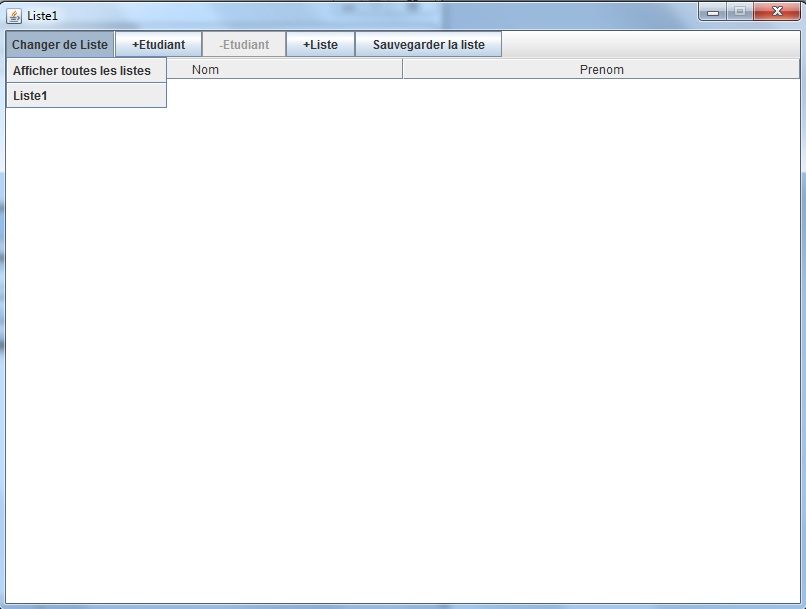 Liste1
Changer de Liste +Etudiant -Etudiant +Liste Sauvegarder la liste
Afficher toutes les listes
Nom Prenom
Liste1